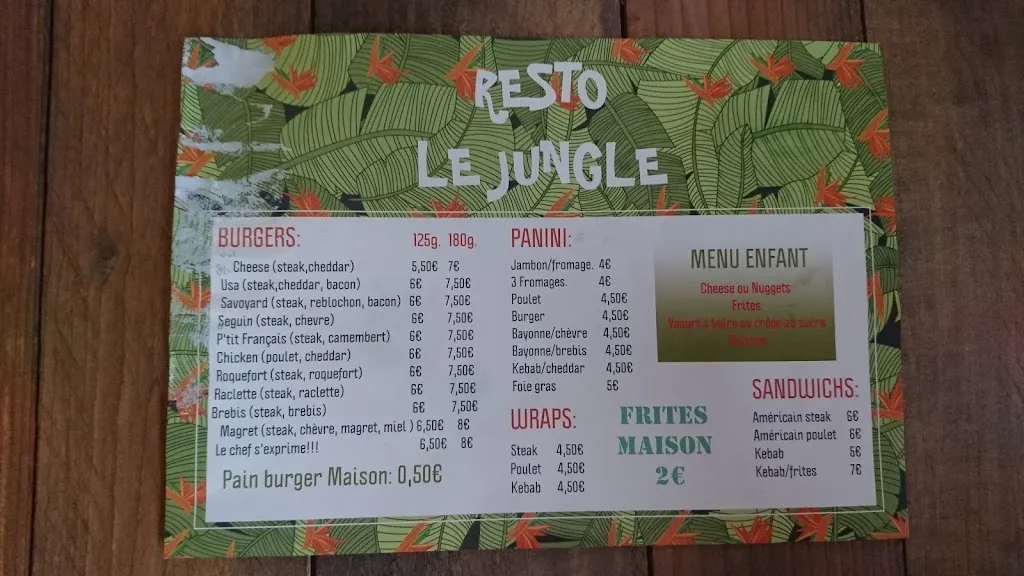 RESTO
LE JUNGLE
BURGERS: 125g. 180g.
Cheese (steak,cheddar) 5,50€ 7€
Usa (steak,cheddar, bacon) 6€ 7,50€
Savoyard (steak, reblochon, bacon) 6€ 7,50€
Seguin (steak, chevre) 6€ 7,50€
P'tit Français (steak, camembert) 6€ 7,50€
Chicken (poulet, cheddar) 6€ 7,50€
Roquefort (steak, roquefort) 6€ 7,50€
Raclette (steak, raclette) 6€ 7,50€
Brebis (steak, brebis) 6€ 7,50€
Magret (steak, chèvre, magret, miel ) 6,50€ 8€
Le chef s'exprime!!! 6,50€ 8€
Pain burger Maison: 0,50€
PANINI:
Jambon/fromage. 4€
3 Fromages. 4€
Poulet 4,50€
Burger 4,50€
Bayonne/chèvre 4,50€
Bayonne/brebis 4,50€
Kebab/cheddar 4,50€
Foie gras 5€
WRAPS:
Steak 4,50€
Poulet 4,50€
Kebab 4,50€
FRITES
MAISON
2€
MENU ENFANT
Cheese ou Nuggets
Frites
Yaourt à boire ou crêpe au sucre
SANDWICHS:
Américain steak 6€
Américain poulet 6€
Kebab 5€
Kebab/frites 7€